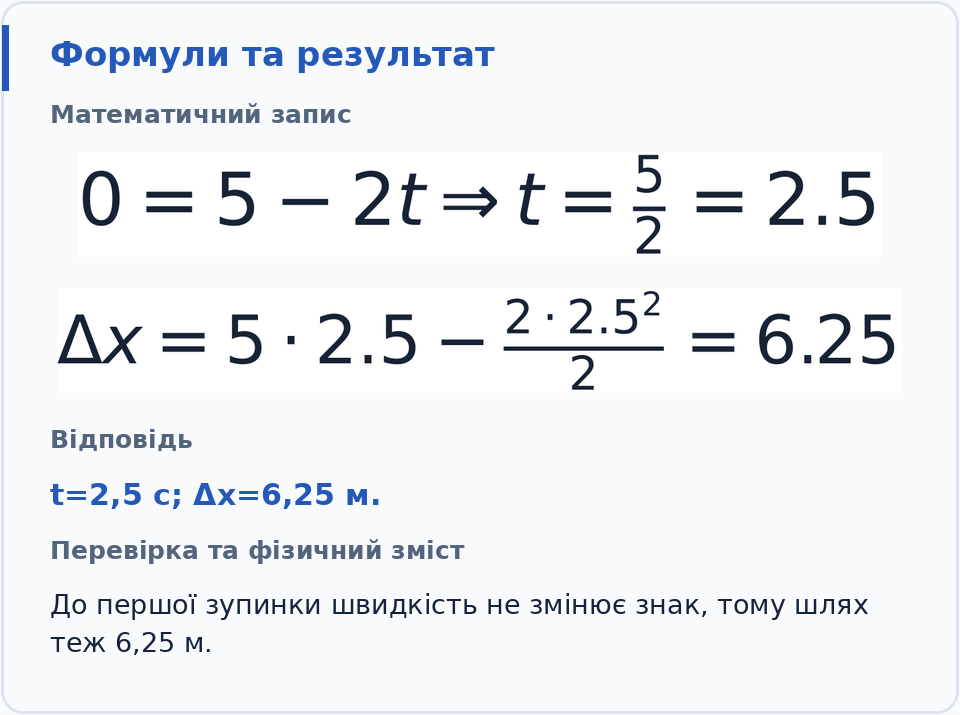 Формули та результат
Математичний запис
0 = 5 − 2t ⇒ t = 5/2 = 2.5
Δx = 5 · 2.5 − (2 · 2.5²)/2 = 6.25
Відповідь
t=2,5 с; Δx=6,25 м.
Перевірка та фізичний зміст
До першої зупинки швидкість не змінює знак, тому шлях
теж 6,25 м.